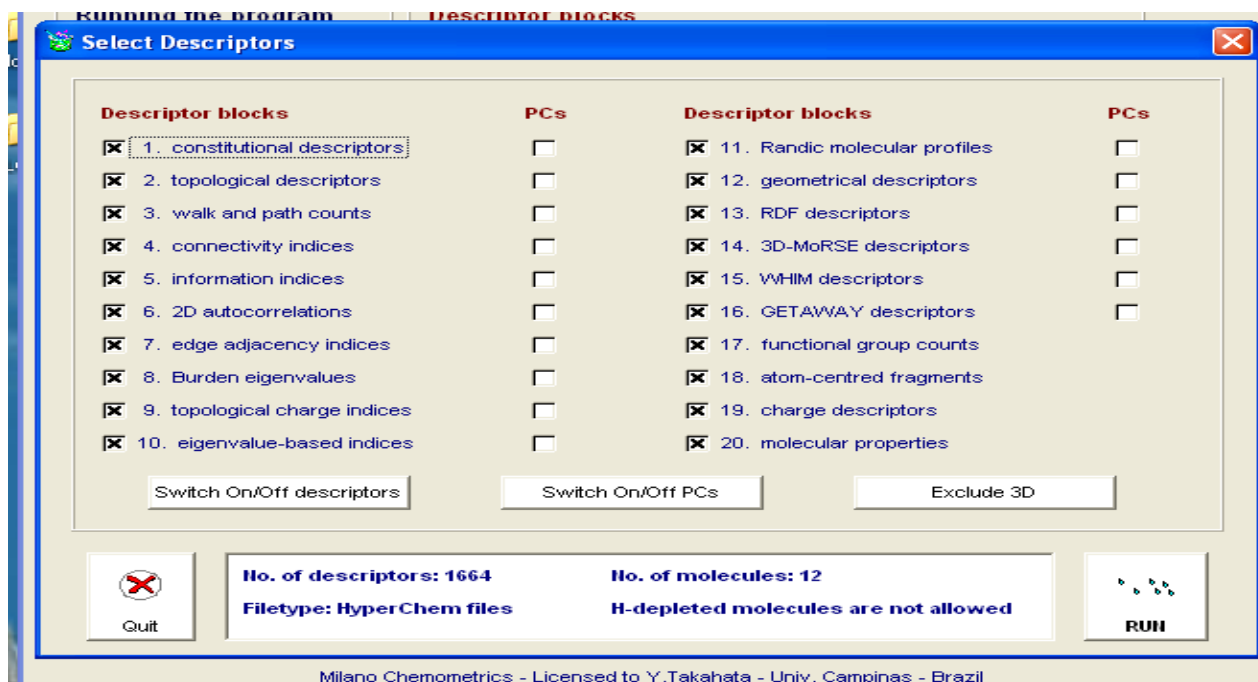 Running the program Descriptor blocks
Select Descriptors
Descriptor blocks PCs Descriptor blocks PCs
1. constitutional descriptors 11. Randic molecular profiles
2. topological descriptors 12. geometrical descriptors
3. walk and path counts 13. RDF descriptors
4. connectivity indices 14. 3D-MoRSE descriptors
5. information indices 15. WHIM descriptors
6. 2D autocorrelations 16. GETAWAY descriptors
7. edge adjacency indices 17. functional group counts
8. Burden eigenvalues 18. atom-centred fragments
9. topological charge indices 19. charge descriptors
10. eigenvalue-based indices 20. molecular properties
Switch On/Off descriptors Switch On/Off PCs Exclude 3D
No. of descriptors: 1664 No. of molecules: 12
Filetype: HyperChem files H-depleted molecules are not allowed
Quit RUN
Milano Chemometrics - Licensed to Y.Takahata - Univ. Campinas - Brazil